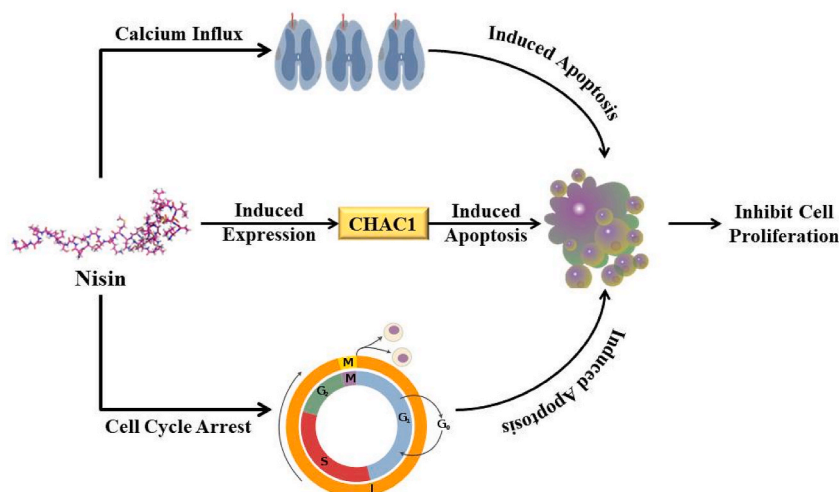 Calcium Influx
Induced Apoptosis
Induced
Expression
CHAC1
Induced
Apoptosis
Inhibit Cell
Proliferation
Nisin
M
M
G₂
G₁
G₀
S
I
Cell Cycle Arrest
Induced Apoptosis